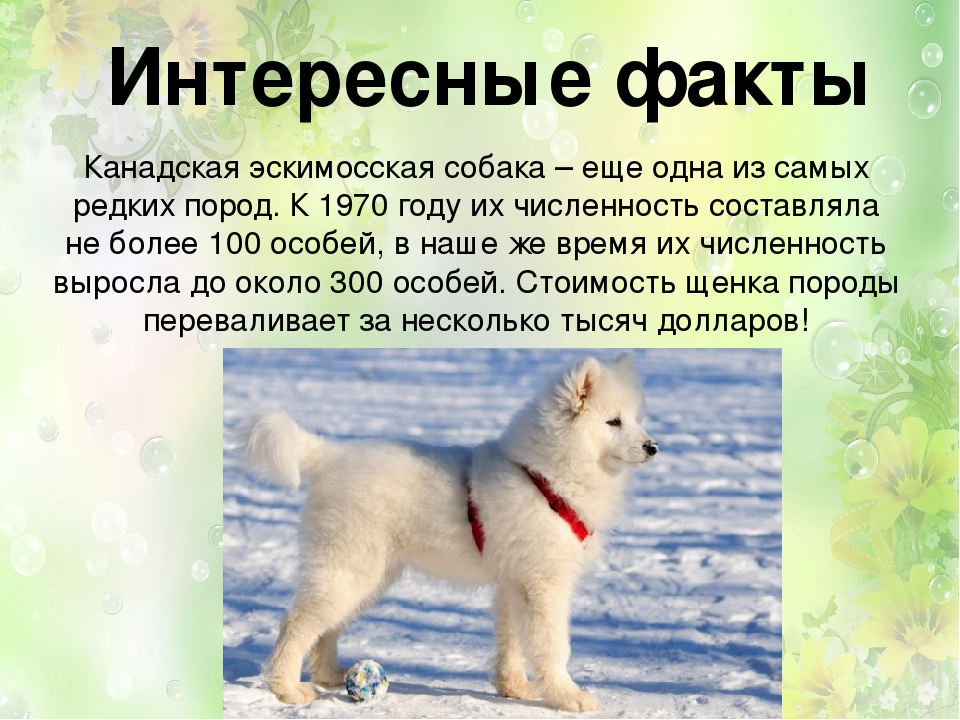 Интересные факты
Канадская эскимосская собака – еще одна из самых
редких пород. К 1970 году их численность составляла
не более 100 особей, в наше же время их численность
выросла до около 300 особей. Стоимость щенка породы
переваливает за несколько тысяч долларов!